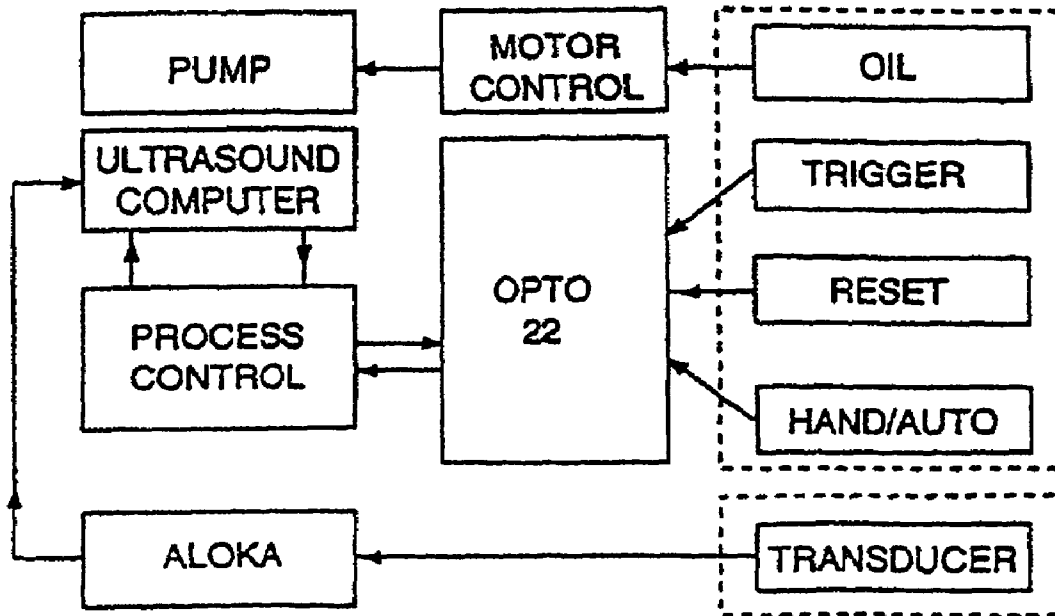 PUMP
MOTOR
CONTROL
OIL
ULTRASOUND
COMPUTER
TRIGGER
OPTO
22
RESET
PROCESS
CONTROL
HAND/AUTO
ALOKA
TRANSDUCER